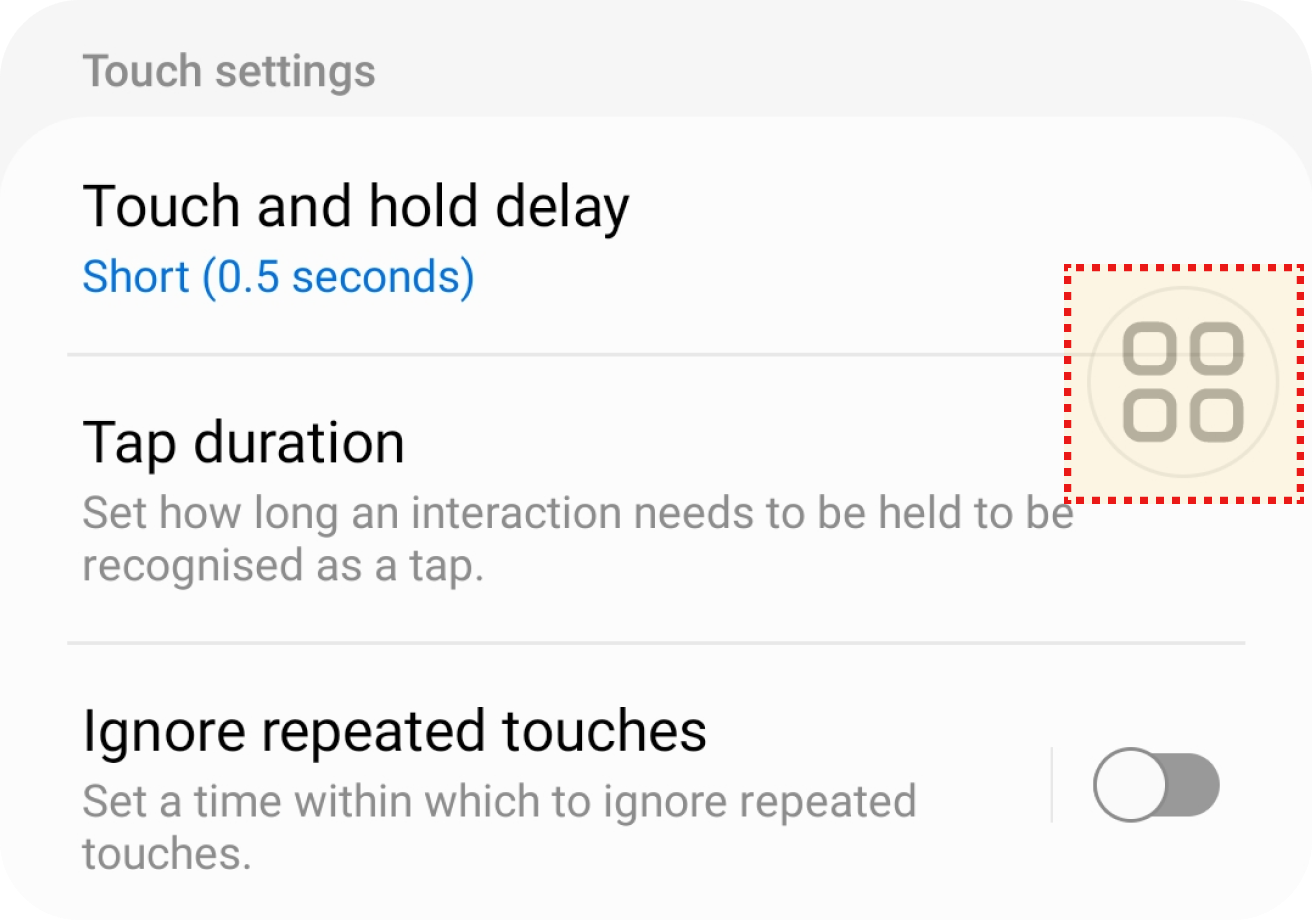 Touch settings
Touch and hold delay
Short (0.5 seconds)
Tap duration
Set how long an interaction needs to be held to be
recognised as a tap.
Ignore repeated touches
Set a time within which to ignore repeated
touches.